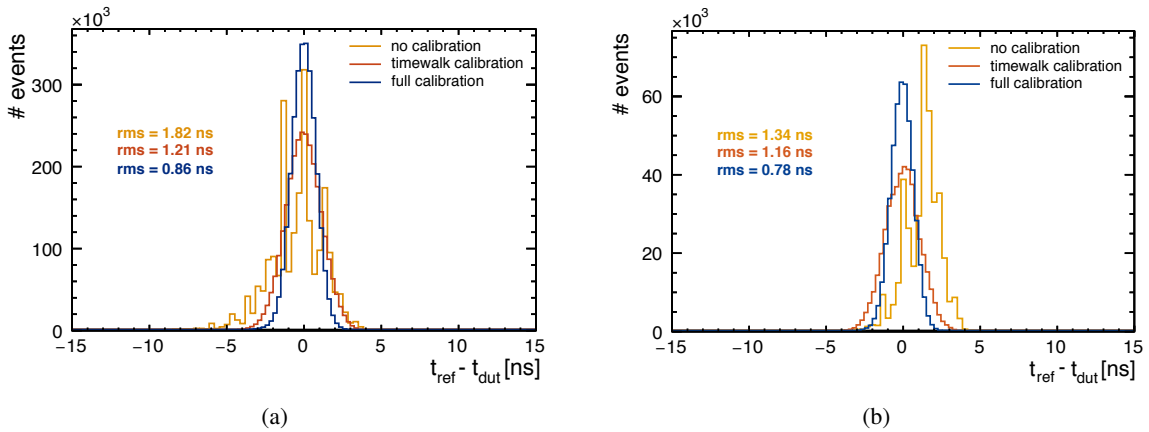 ×10³
# events
no calibration
timewalk calibration
full calibration
rms = 1.82 ns
rms = 1.21 ns
rms = 0.86 ns
300
200
100
0
−15 −10 −5 0 5 10 15
t_ref - t_dut [ns]
(a)
×10³
# events
no calibration
timewalk calibration
full calibration
rms = 1.34 ns
rms = 1.16 ns
rms = 0.78 ns
60
40
20
0
−15 −10 −5 0 5 10 15
t_ref - t_dut [ns]
(b)